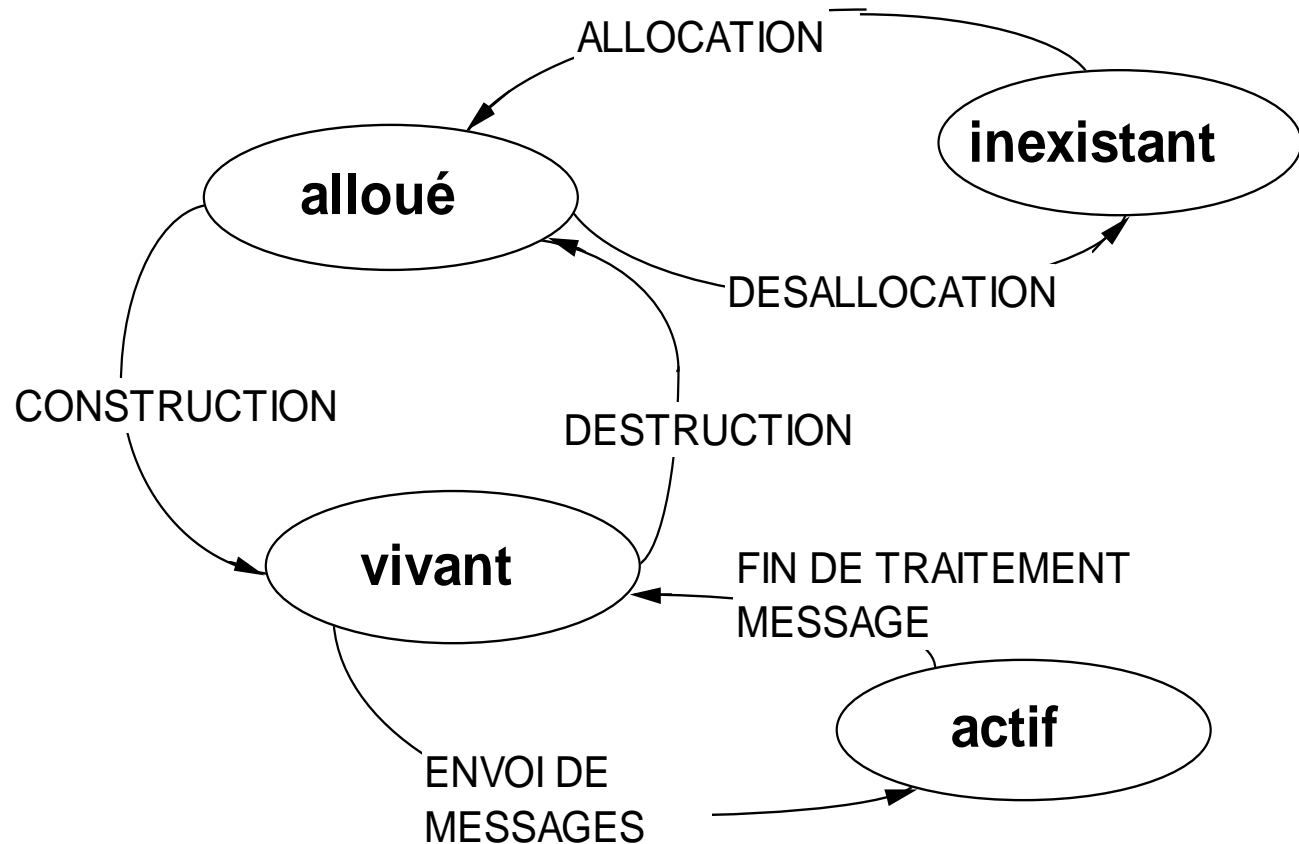 ALLOCATION
inexistant
alloué
DESALLOCATION
CONSTRUCTION
DESTRUCTION
vivant
FIN DE TRAITEMENT
MESSAGE
actif
ENVOI DE
MESSAGES